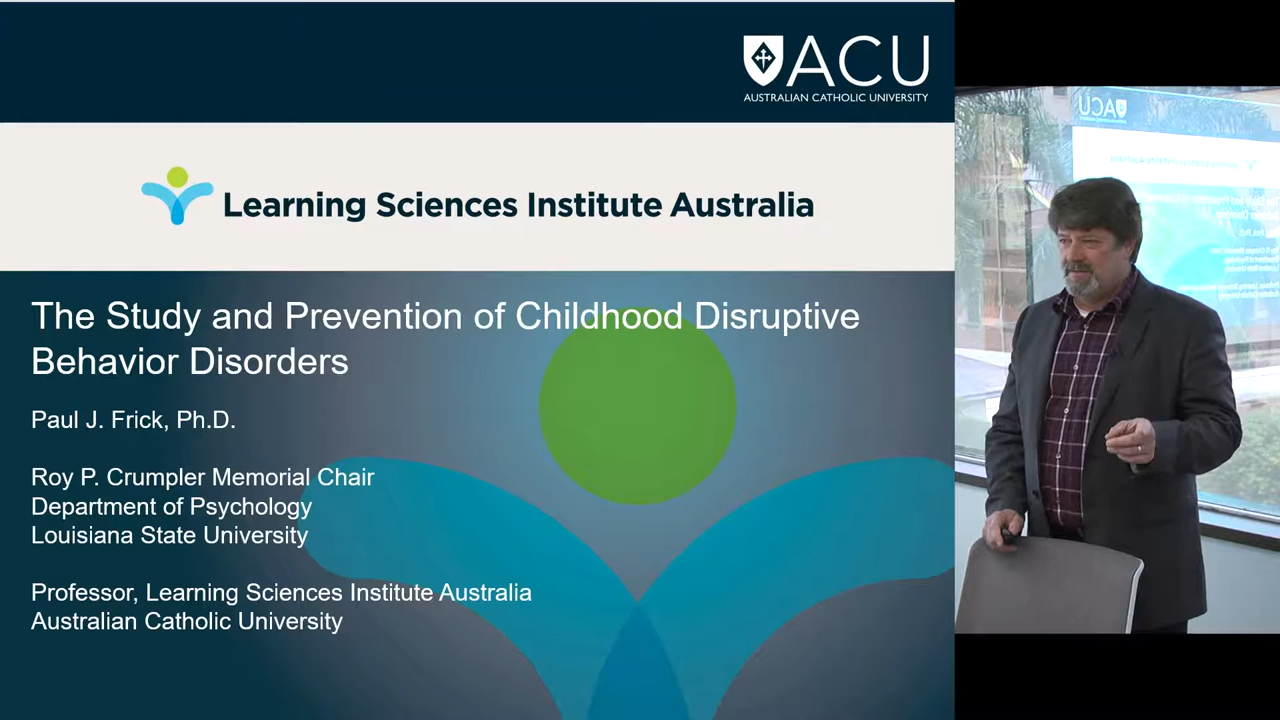 ACU
AUSTRALIAN CATHOLIC UNIVERSITY
Learning Sciences Institute Australia
The Study and Prevention of Childhood Disruptive
Behavior Disorders
Paul J. Frick, Ph.D.
Roy P. Crumpler Memorial Chair
Department of Psychology
Louisiana State University
Professor, Learning Sciences Institute Australia
Australian Catholic University
ACU